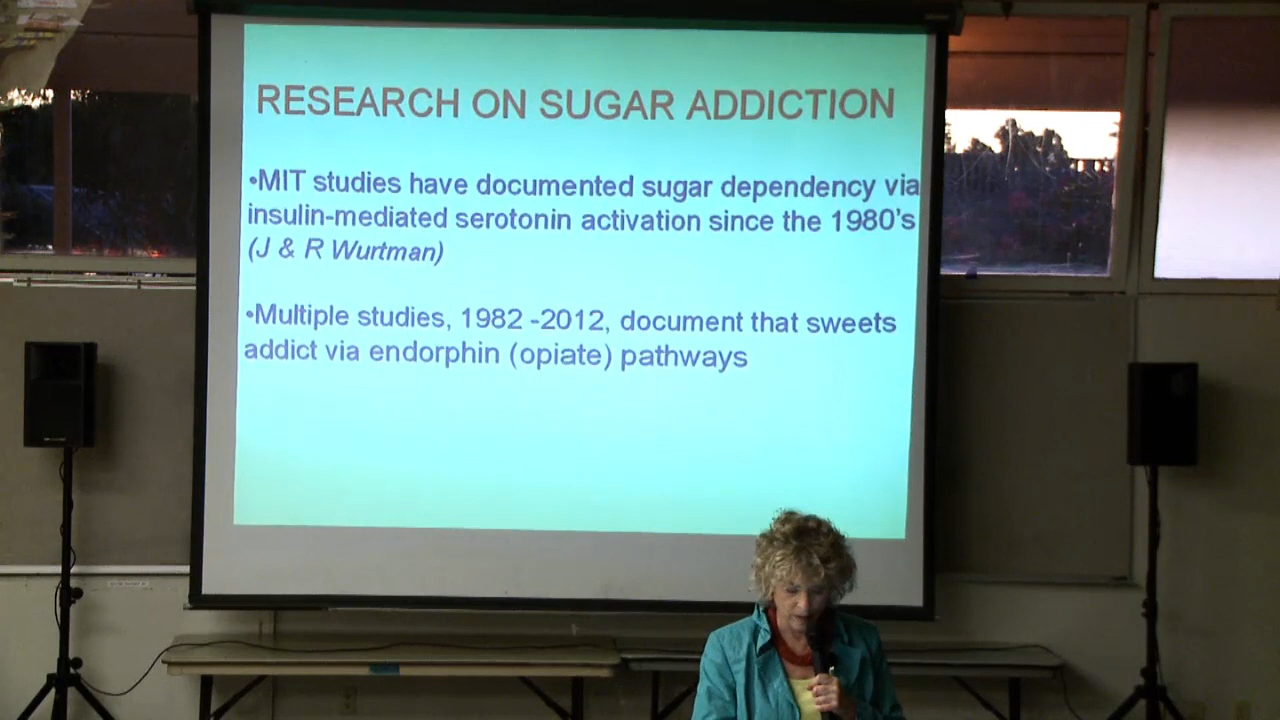 RESEARCH ON SUGAR ADDICTION
•MIT studies have documented sugar dependency via
insulin-mediated serotonin activation since the 1980's
(J & R Wurtman)
•Multiple studies, 1982 -2012, document that sweets
addict via endorphin (opiate) pathways